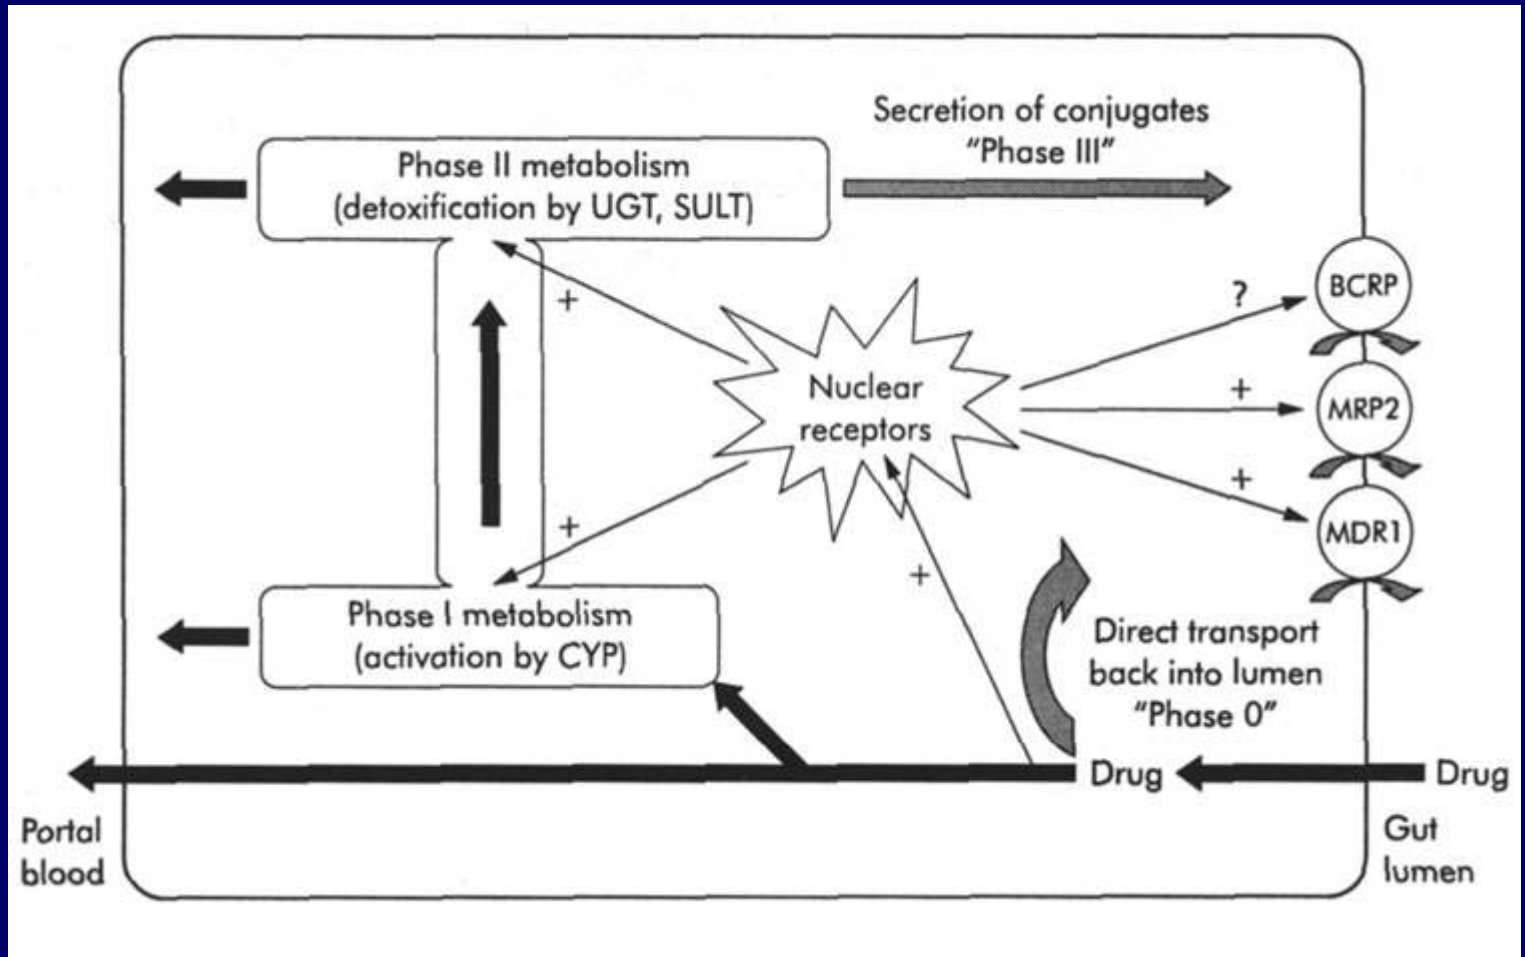 Secretion of conjugates
"Phase III"
Phase II metabolism
(detoxification by UGT, SULT)
+
?
BCRP
Nuclear
receptors
+
MRP2
+
MDR1
+
+
Phase I metabolism
(activation by CYP)
Direct transport
back into lumen
"Phase 0"
Drug
Drug
Portal
blood
Gut
lumen